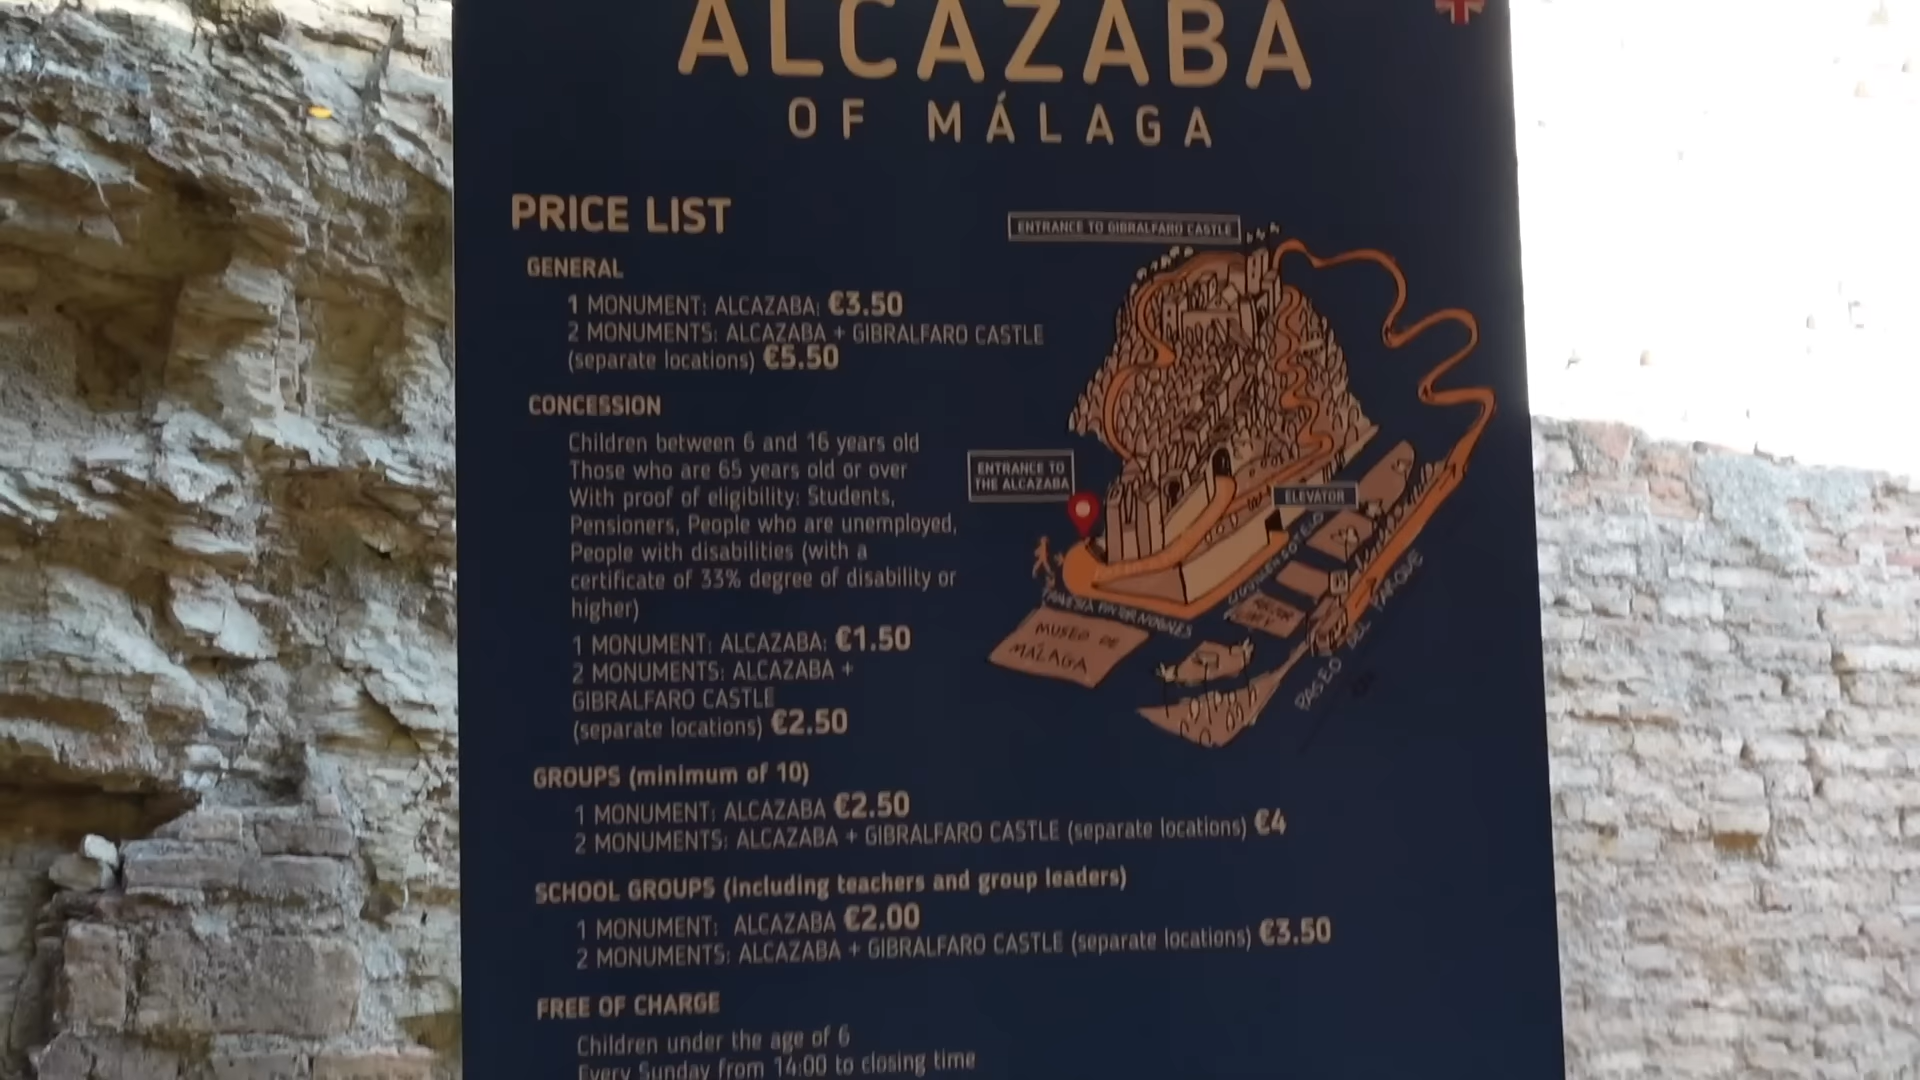 ALCAZABA
OF MÁLAGA
PRICE LIST
GENERAL
1 MONUMENT: ALCAZABA: €3.50
2 MONUMENTS: ALCAZABA + GIBRALFARO CASTLE
(separate locations) €5.50
CONCESSION
Children between 6 and 16 years old
Those who are 65 years old or over
With proof of eligibility: Students,
Pensioners, People who are unemployed,
People with disabilities (with a
certificate of 33% degree of disability or
higher)
1 MONUMENT: ALCAZABA: €1.50
2 MONUMENTS: ALCAZABA +
GIBRALFARO CASTLE
(separate locations) €2.50
GROUPS (minimum of 10)
1 MONUMENT: ALCAZABA €2.50
2 MONUMENTS: ALCAZABA + GIBRALFARO CASTLE (separate locations) €4
SCHOOL GROUPS (including teachers and group leaders)
1 MONUMENT: ALCAZABA €2.00
2 MONUMENTS: ALCAZABA + GIBRALFARO CASTLE (separate locations) €3.50
FREE OF CHARGE
Children under the age of 6
Every Sunday from 14:00 to closing time
ENTRANCE TO GIBRALFARO CASTLE
ENTRANCE TO
THE ALCAZABA
ELEVATOR
MUSEO DE
MÁLAGA
PASEO DEL PARQUE